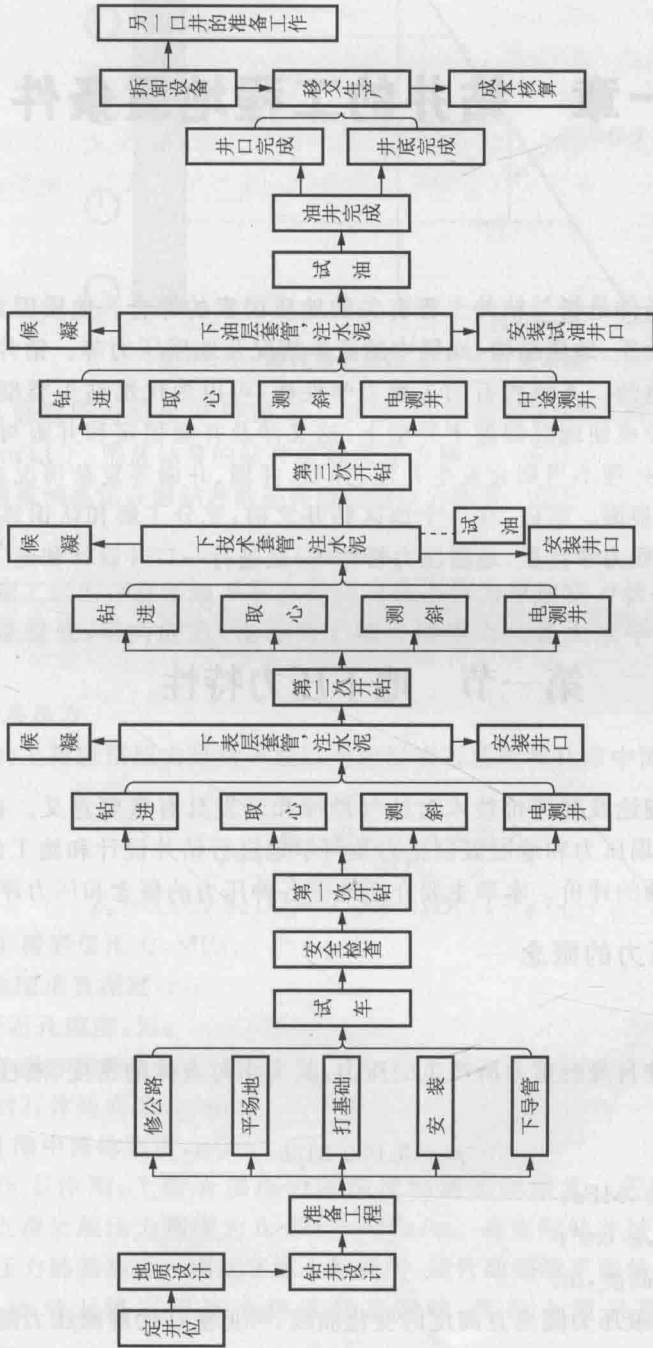 定井位
地质设计
钻井设计
准备工程
修公路
平场地
打基础
安 装
下导管
试车
安全检查
第一次开钻
钻进
取心
测斜
电测井
候凝
下表层套管，注水泥
安装井口
第二次开钻
钻进
取心
测斜
电测井
候凝
下技术套管，注水泥
试油
安装井口
第三次开钻
钻进
取心
测斜
电测井
中途测井
候凝
下油层套管，注水泥
安装试油井口
试油
油井完成
井口完成
井底完成
拆卸设备
移交生产
成本核算
另一口井的准备工作